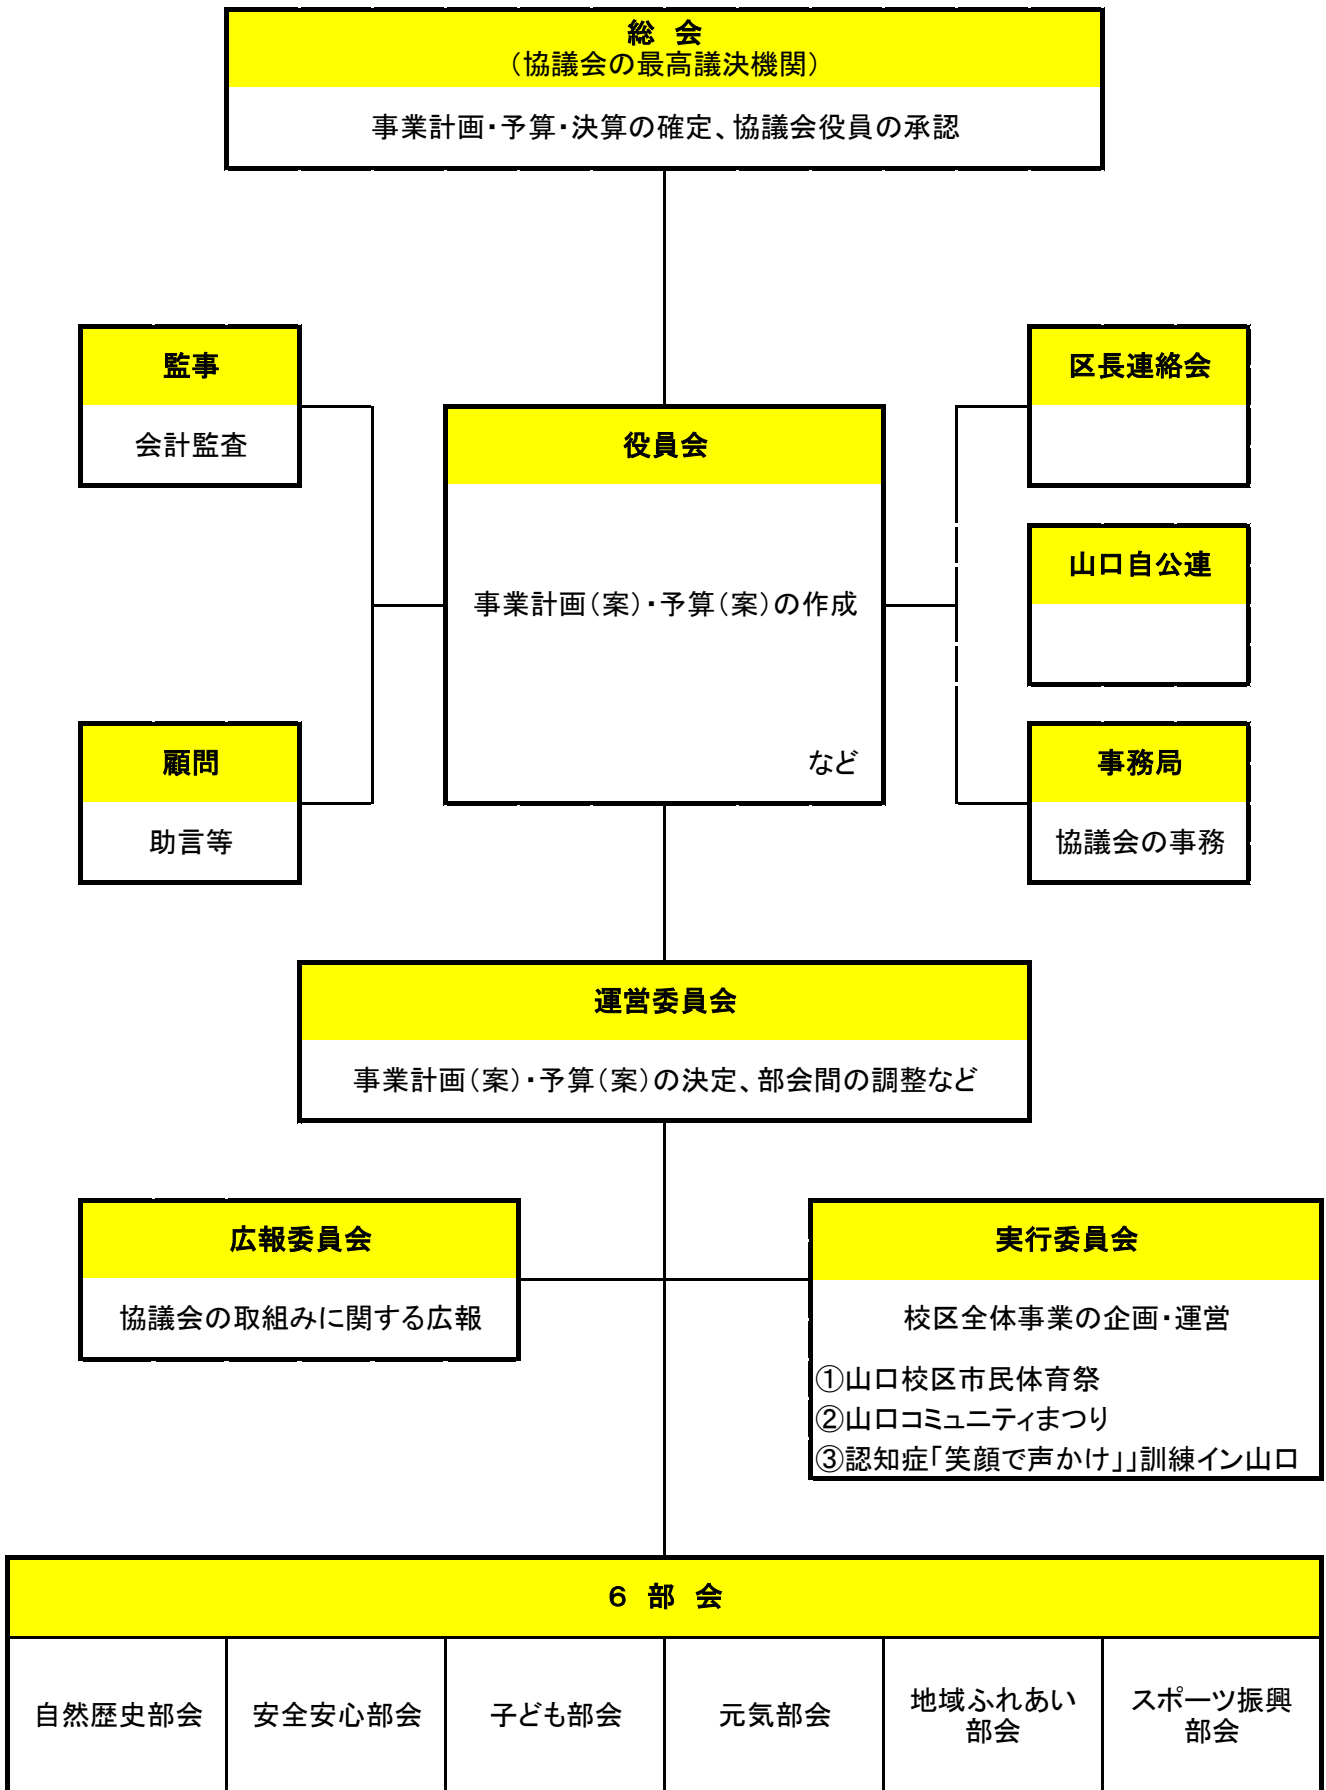 総 会
（協議会の最高議決機関）
事業計画・予算・決算の確定、協議会役員の承認
監事
会計監査
区長連絡会
役員会
事業計画（案）・予算（案）の作成
など
山口自公連
顧問
助言等
事務局
協議会の事務
運営委員会
事業計画（案）・予算（案）の決定、部会間の調整など
広報委員会
協議会の取組みに関する広報
実行委員会
校区全体事業の企画・運営
①山口校区市民体育祭
②山口コミュニティまつり
③認知症「笑顔で声かけ」」訓練イン山口
６ 部 会
自然歴史部会
安全安心部会
子ども部会
元気部会
地域ふれあい
部会
スポーツ振興
部会